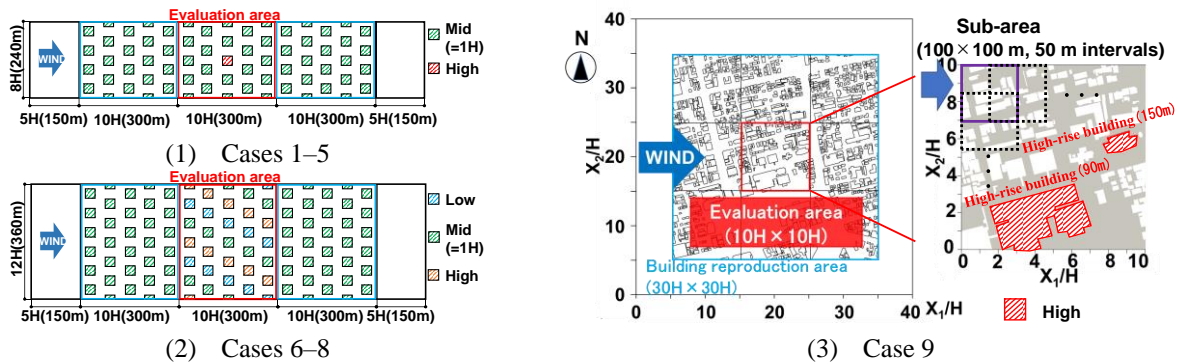 Evaluation area
8H(240m)
WIND
Mid
(=1H)
High
5H(150m)
10H(300m)
10H(300m)
10H(300m)
5H(150m)
(1) Cases 1–5
Evaluation area
12H(360m)
WIND
Low
Mid
(=1H)
High
5H(150m)
10H(300m)
10H(300m)
10H(300m)
5H(150m)
(2) Cases 6–8
N
40
35
30
25
20
15
10
5
0
X₂/H
WIND
Evaluation area
(10H×10H)
Building reproduction area
(30H×30H)
0
10
20
30
40
X₁/H
Sub-area
(100×100 m, 50 m intervals)
10
8
6
4
2
0
X₂/H
High-rise building(150m)
High-rise building(90m)
0
2
4
6
8
10
X₁/H
High
(3) Case 9